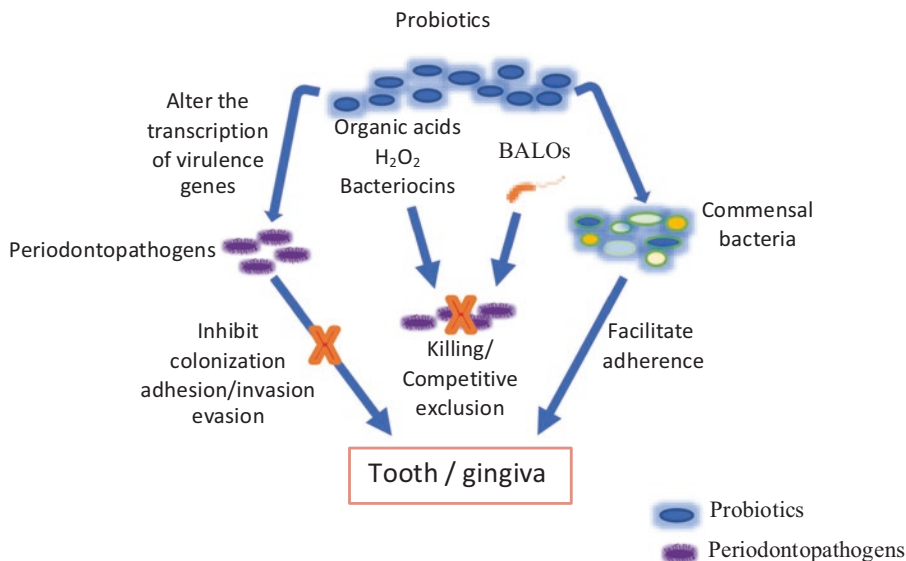 Probiotics
Alter the
transcription
of virulence
genes
Organic acids
H₂O₂
Bacteriocins
BALOs
Commensal
bacteria
Periodontopathogens
Inhibit
colonization
adhesion/invasion
evasion
Killing/
Competitive
exclusion
Facilitate
adherence
Tooth / gingiva
Probiotics
Periodontopathogens